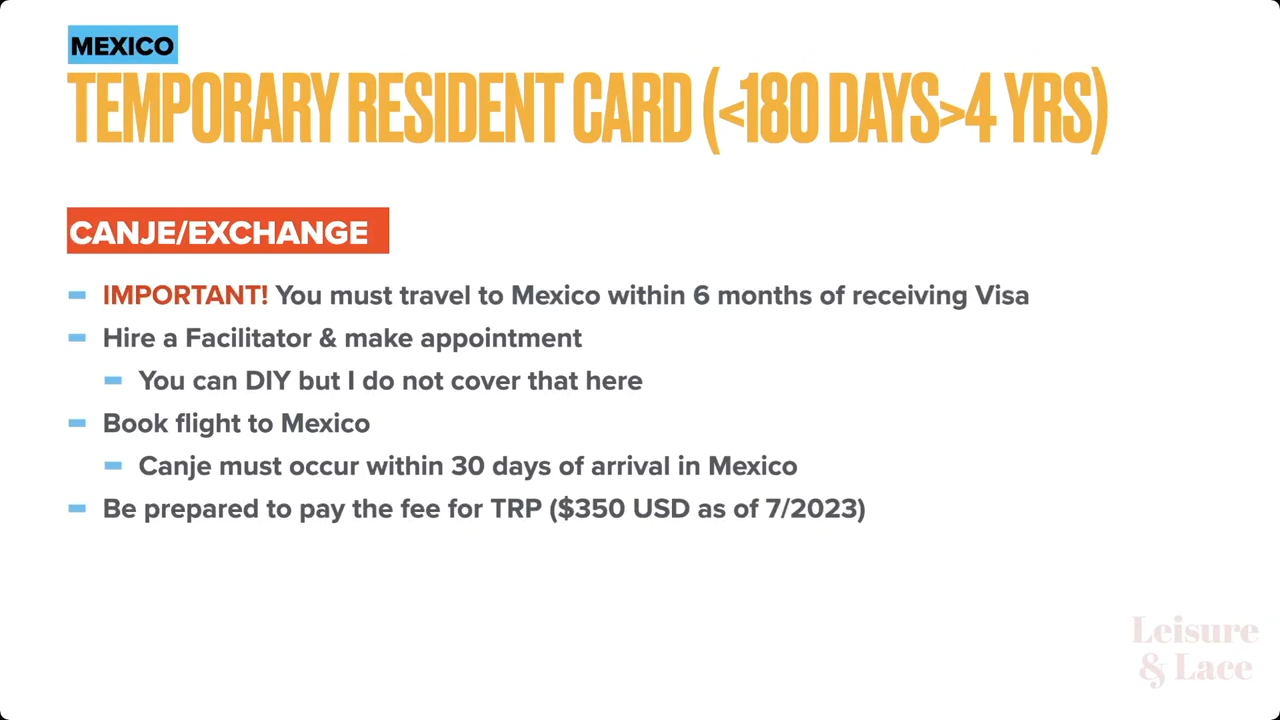 MEXICO
TEMPORARY RESIDENT CARD (<180 DAYS>4 YRS)
CANJE/EXCHANGE
IMPORTANT! You must travel to Mexico within 6 months of receiving Visa
Hire a Facilitator & make appointment
You can DIY but I do not cover that here
Book flight to Mexico
Canje must occur within 30 days of arrival in Mexico
Be prepared to pay the fee for TRP ($350 USD as of 7/2023)
Leisure
& Lace